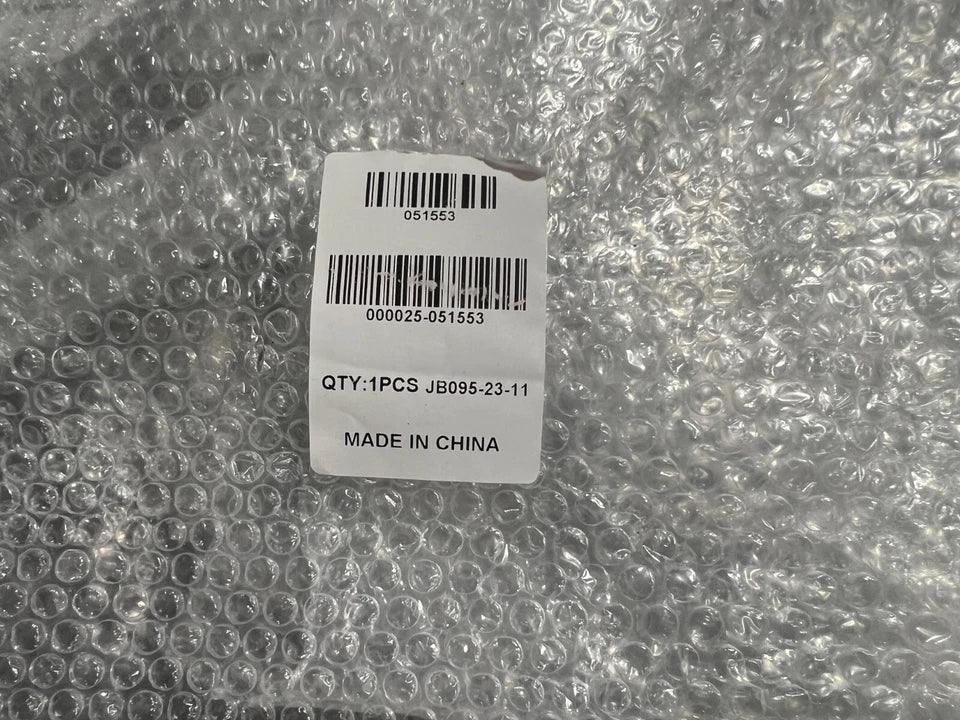 051553
000025-051553
QTY:1PCS JB095-23-11
MADE IN CHINA